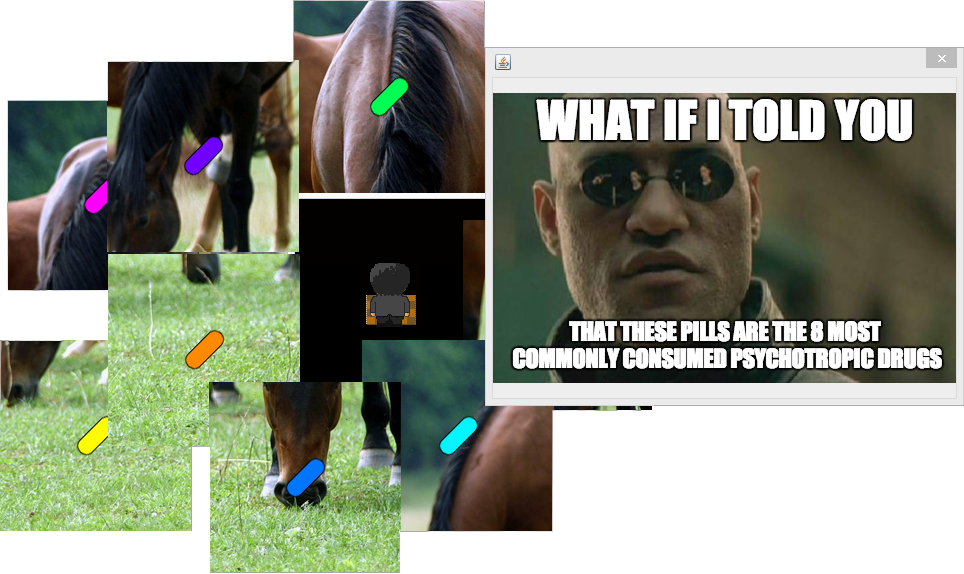 WHAT IF I TOLD YOU
THAT THESE PILLS ARE THE 8 MOST
COMMONLY CONSUMED PSYCHOTROPIC DRUGS